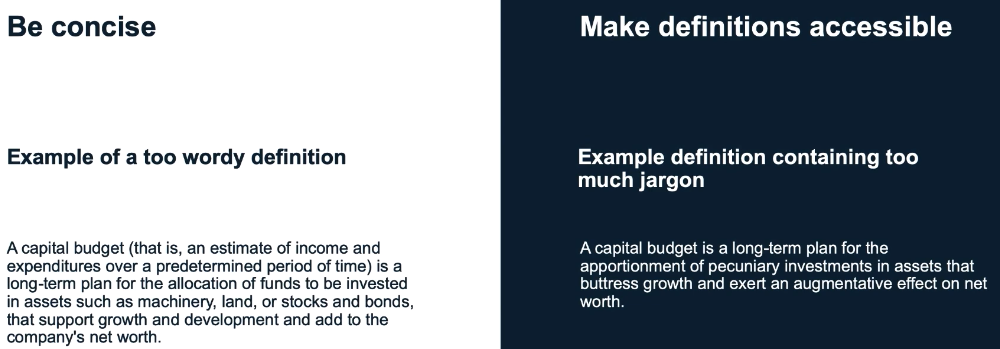 Be concise
Example of a too wordy definition
A capital budget (that is, an estimate of income and
expenditures over a predetermined period of time) is a
long-term plan for the allocation of funds to be invested
in assets such as machinery, land, or stocks and bonds,
that support growth and development and add to the
company's net worth.
Make definitions accessible
Example definition containing too
much jargon
A capital budget is a long-term plan for the
apportionment of pecuniary investments in assets that
buttress growth and exert an augmentative effect on net
worth.